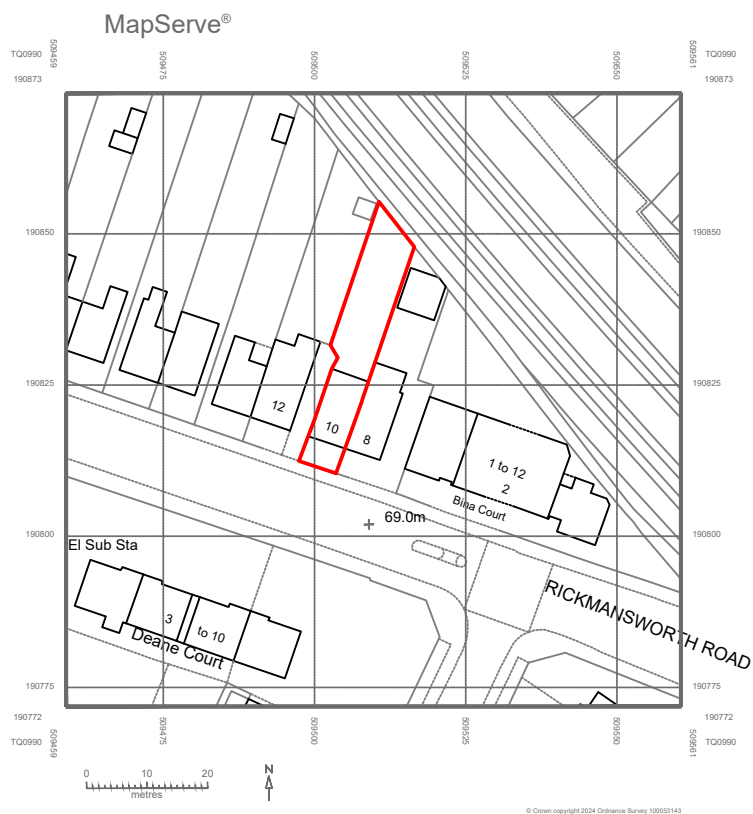 MapServe®
TQ0990
190873
509459
509475
509500
509525
509550
509561
TQ0990
190873
190850
190850
190825
190825
12
10
8
1 to 12
2
Bina Court
69.0m
190800
190800
El Sub Sta
RICKMANSWORTH ROAD
3
to 10
Deane Court
190775
190775
190772
TQ0990
509459
509475
509500
509525
509550
509561
190772
TQ0990
0 10 20
metres
N
© Crown copyright 2024 Ordnance Survey 100053143